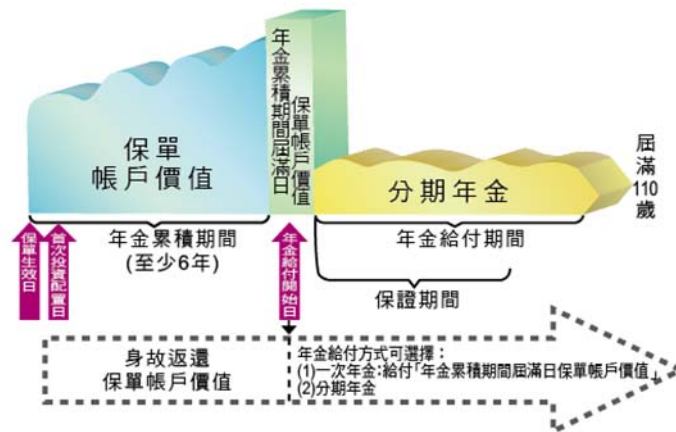 年金累積期間屆滿日
保單帳戶價值
保單
帳戶價值
分期年金
屆滿110歲
年金累積期間
(至少6年)
年金給付期間
保單生效日
首次投資配置日
年金給付開始日
保證期間
身故返還
保單帳戶價值
年金給付方式可選擇：
(1)一次年金:給付「年金累積期間屆滿日保單帳戶價值」
(2)分期年金